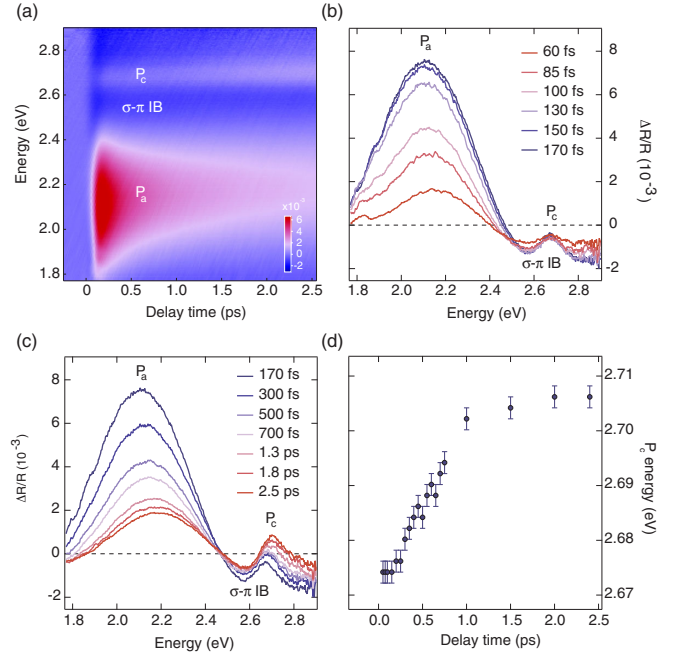 (a)
2.8
2.6
2.4
2.2
2.0
1.8
Energy (eV)
P_c
σ-π IB
P_a
x10⁻³
6
4
2
0
−2
0
0.5
1.0
1.5
2.0
2.5
Delay time (ps)
(b)
P_a
60 fs
85 fs
100 fs
130 fs
150 fs
170 fs
8
6
4
2
0
−2
ΔR/R (10⁻³)
P_c
σ-π IB
1.8
2.0
2.2
2.4
2.6
2.8
Energy (eV)
(c)
P_a
170 fs
300 fs
500 fs
700 fs
1.3 ps
1.8 ps
2.5 ps
8
6
4
2
0
-2
ΔR/R (10⁻³)
P_c
σ-π IB
1.8
2.0
2.2
2.4
2.6
2.8
Energy (eV)
(d)
2.71
2.70
2.69
2.68
2.67
P_c energy (eV)
0.0
0.5
1.0
1.5
2.0
2.5
Delay time (ps)